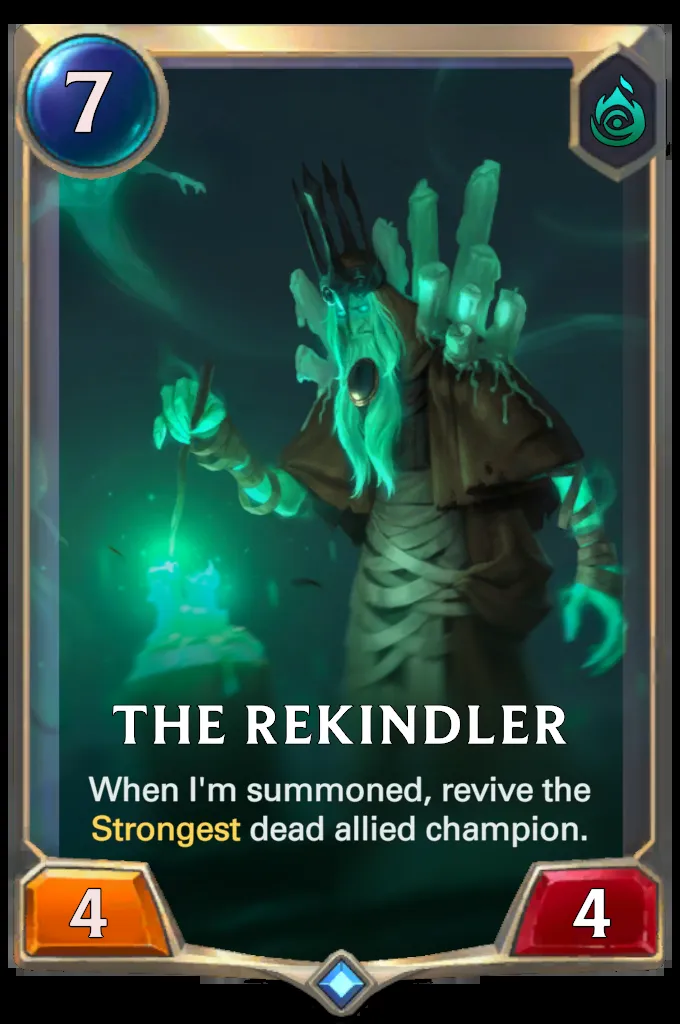 7
THE REKINDLER
When I'm summoned, revive the
Strongest dead allied champion.
4 4